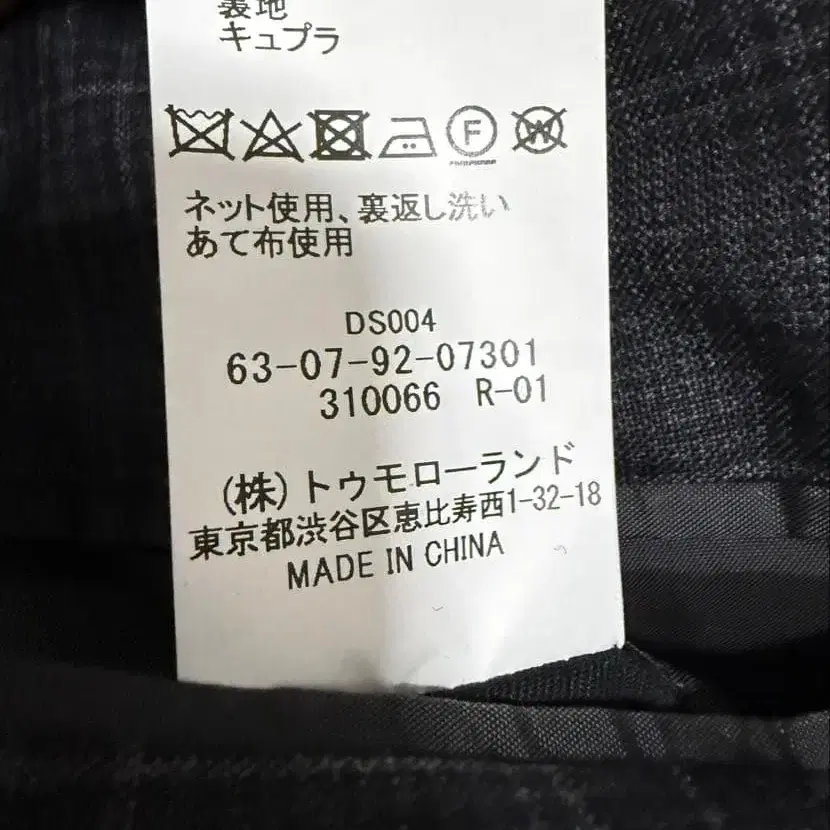 裏地
キュプラ
F W
ネット使用、裏返し洗い
あて布使用
DS004
63-07-92-07301
310066 R-01
(株)トゥモローランド
東京都渋谷区恵比寿西1-32-18
MADE IN CHINA